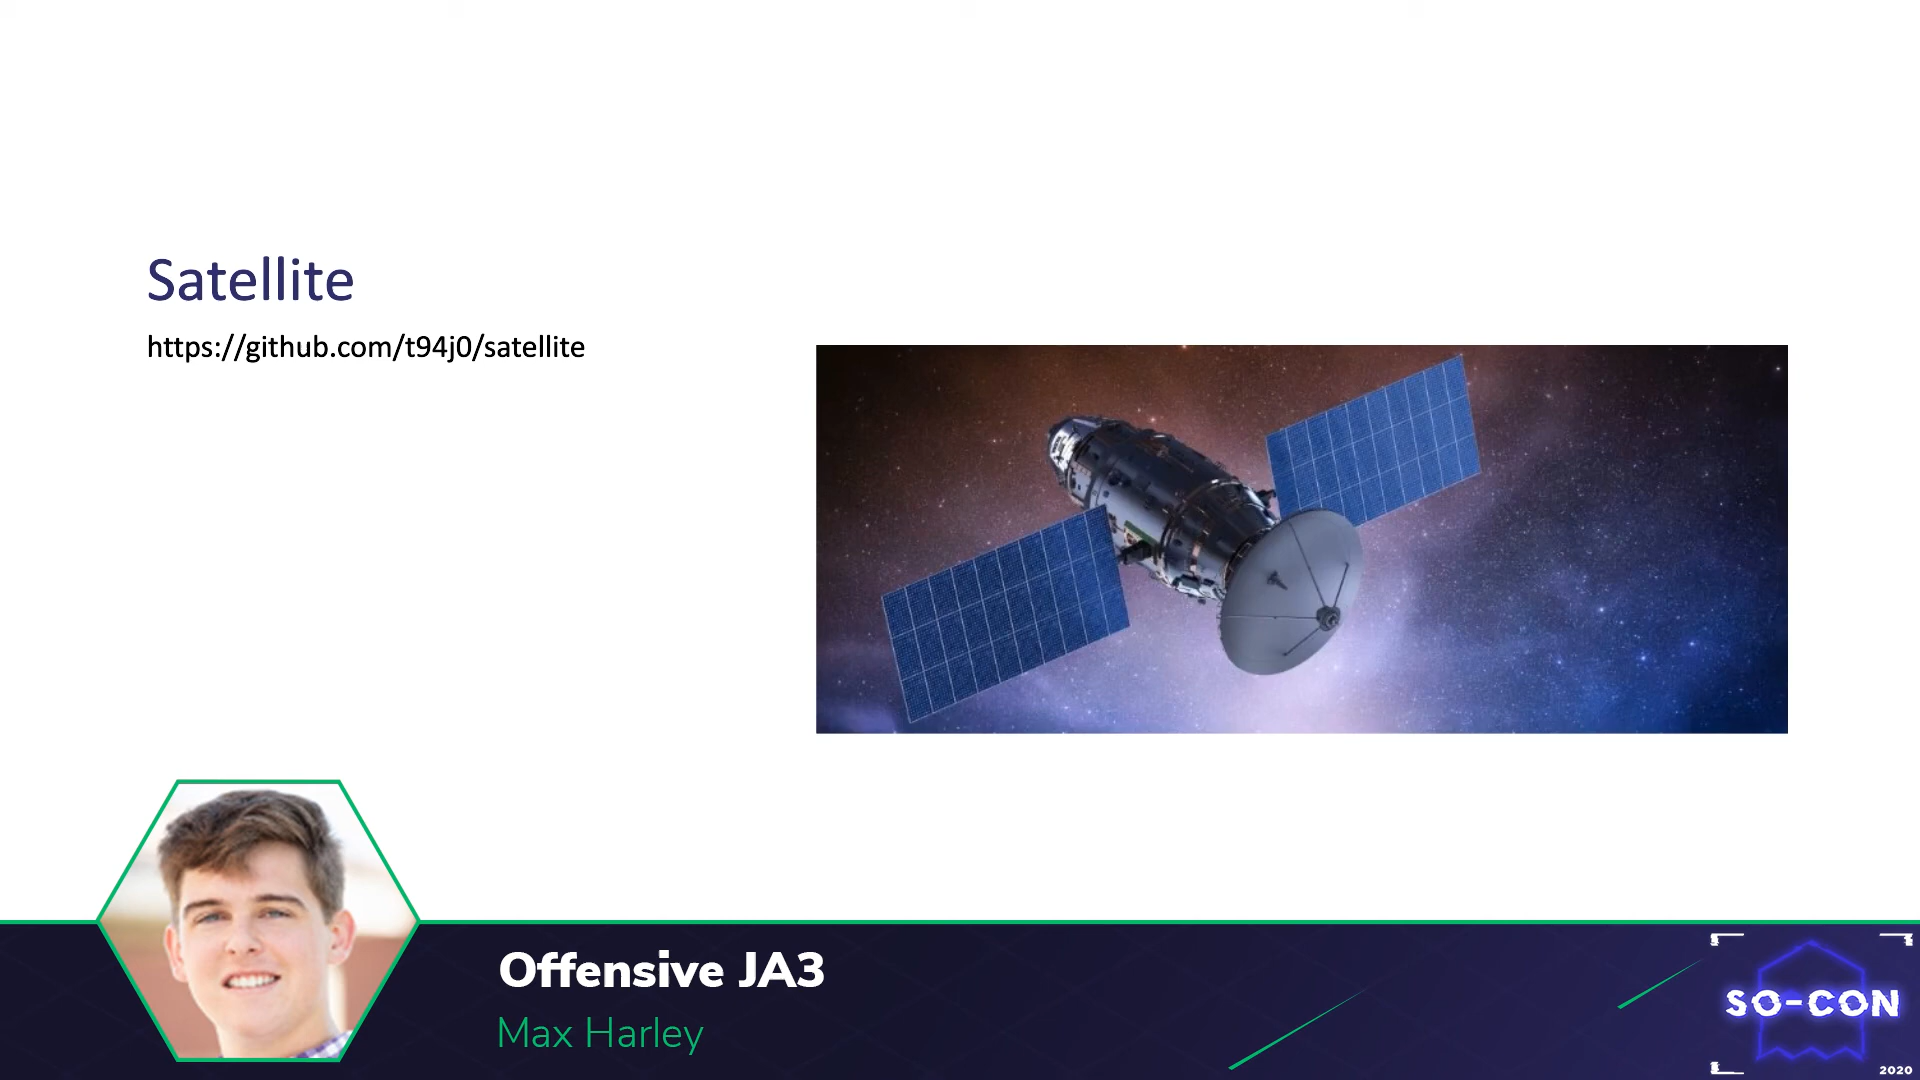 Satellite
https://github.com/t94j0/satellite
Offensive JA3
Max Harley
SO-CON
2020